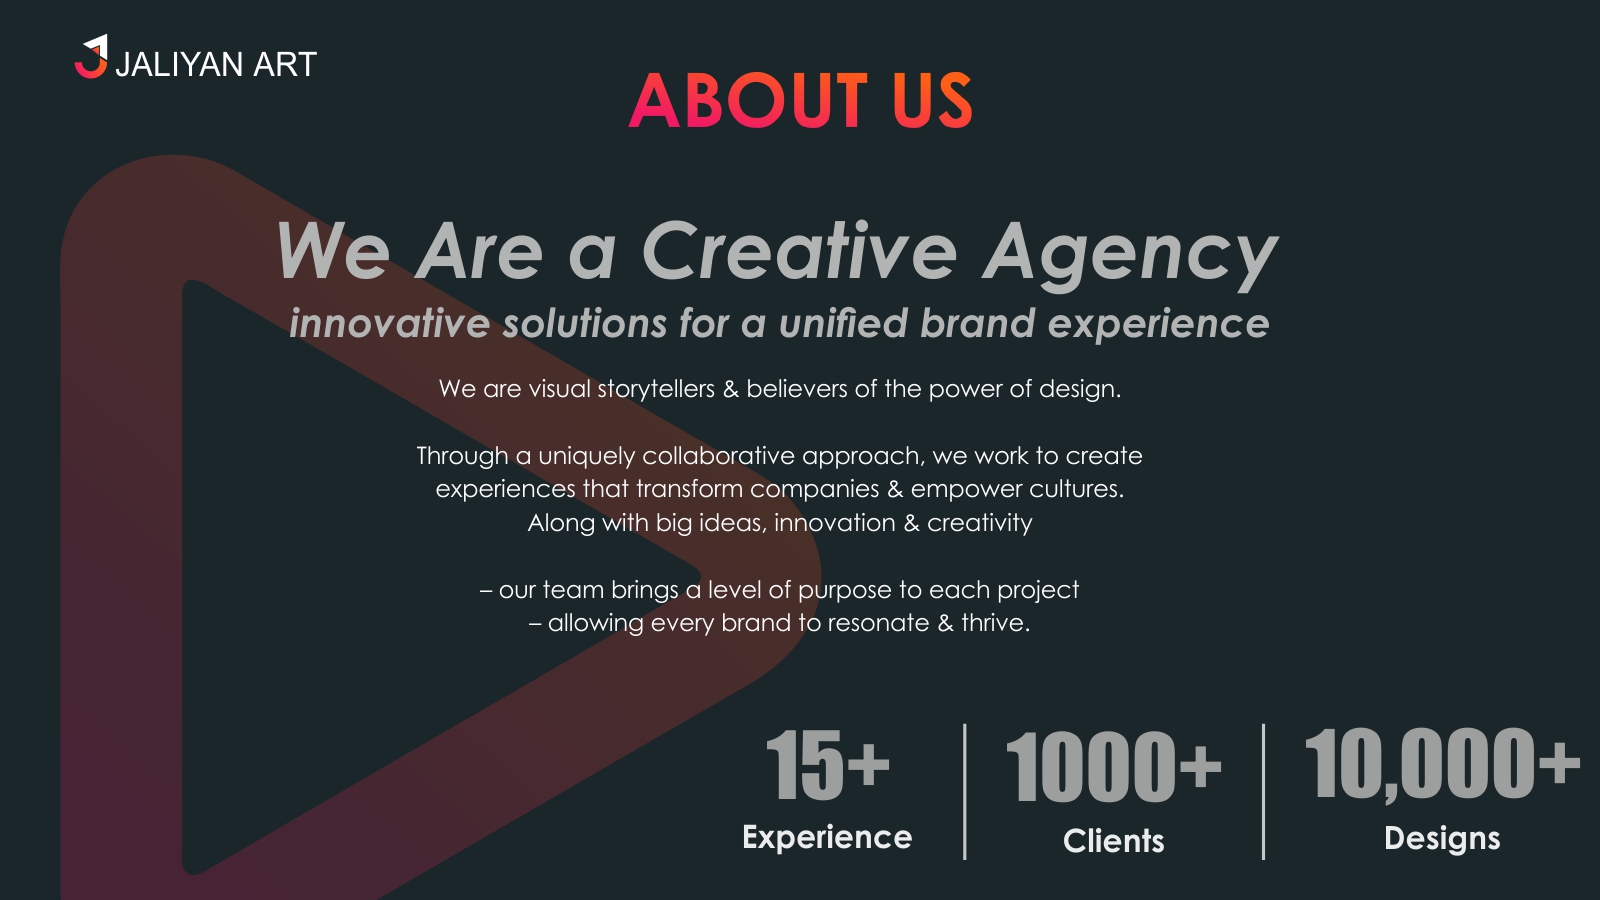 JALIYAN ART
ABOUT US
We Are a Creative Agency
innovative solutions for a unified brand experience
We are visual storytellers & believers of the power of design.
Through a uniquely collaborative approach, we work to create
experiences that transform companies & empower cultures.
Along with big ideas, innovation & creativity
– our team brings a level of purpose to each project
– allowing every brand to resonate & thrive.
15+
Experience
1000+
Clients
10,000+
Designs